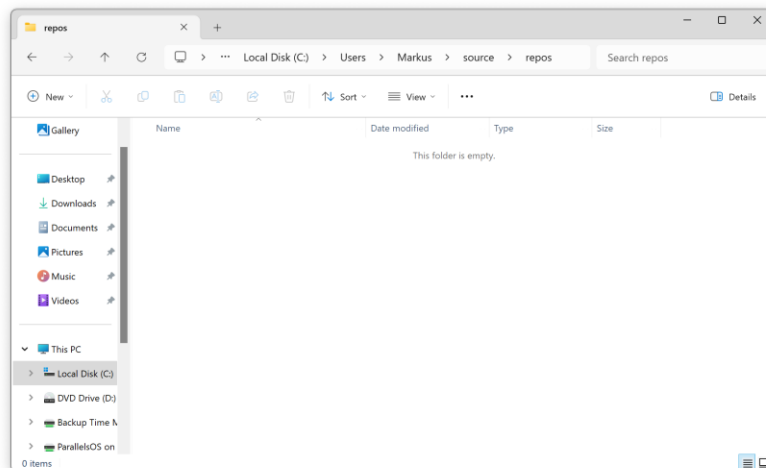 repos
Local Disk (C:) > Users > Markus > source > repos
Search repos
New
Sort
View
Details
Gallery
Name Date modified Type Size
This folder is empty.
Desktop
Downloads
Documents
Pictures
Music
Videos
This PC
Local Disk (C:)
DVD Drive (D:)
Backup Time M
ParallelsOS on
0 items